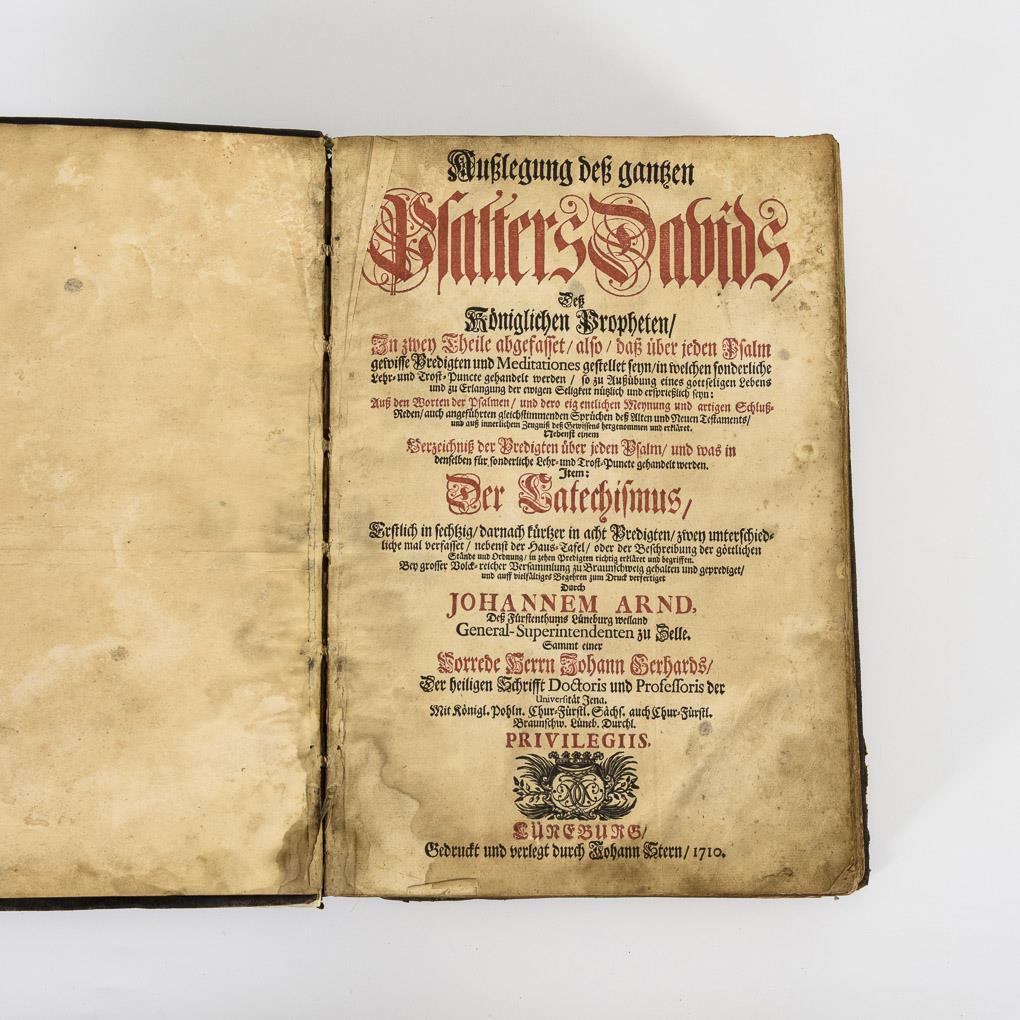 Außlegung deß gantzen
Psalters Davids,
Deß
Königlichen Propheten/
In zwey Theile abgefasset/ also/ daß über jeden Psalm
gewisse Predigten und Meditationes gestellet seyn/in welchen sonderliche
Lehr-und Trost-Puncte gehandelt werden / so zu Außübung eines gottseligen Lebens
und zu Erlangung der ewigen Seligkeit nützlich und ersprießlich seyn:
Auß den Worten der Psalmen / und dero eigentlichen Meynung und artigen Schluß-
Reden/auch angeführten gleichstimmenden Sprüchen deß Alten und Neuen Testaments/
und auß innerlichem Zeugniß deß Gewissens hergenommen und erkläret.
Nebenst einem
Verzeichniß der Predigten über jeden Psalm/ und was in
denselben für sonderliche Lehr-und Trost-Puncte gehandelt werden.
Item:
Der Catechismus,
Erstlich in sechtzig/darnach kürtzer in acht Predigten/zwey unterschied-
liche mal verfasset / nebenst der Haus-Tafel / oder der Beschreibung der göttlichen
Stände und Ordnung/ in zehen Predigten richtig erkläret und begriffen.
Bey grosser Volck-reicher Versammlung zu Braunschweig gehalten und geprediget/
und auff vielfältiges Begehren zum Druck verfertiget
Durch
JOHANNEM ARND,
Deß Fürstenthums Lüneburg weiland
General-Superintendenten zu Zelle.
Sammt einer
Vorrede Herrn Johann Gerhards/
Der heiligen Schrifft Doctoris und Professoris der
Universität Jena.
Mit Königl. Pohln. Chur-Fürstl. Sächs. auch Chur-Fürstl.
Braunschw. Lüneb. Durchl.
PRIVILEGIIS.
LÜNEBURG/
Gedruckt und verlegt durch Johann Stern/ 1710.